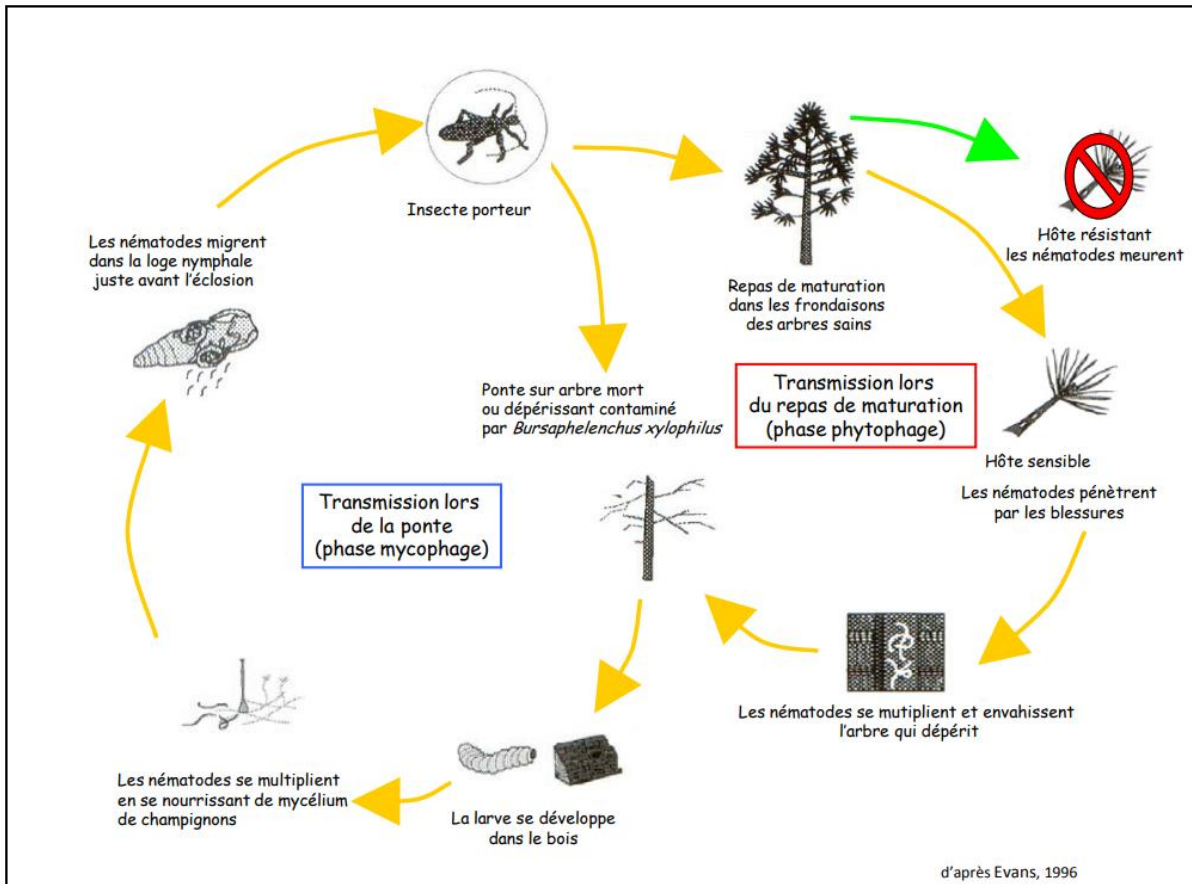 Insecte porteur
Les nématodes migrent
dans la loge nymphale
juste avant l'éclosion
Repas de maturation
dans les frondaisons
des arbres sains
Hôte résistant
les nématodes meurent
Ponte sur arbre mort
ou dépérissant contaminé
par Bursaphelenchus xylophilus
Transmission lors
du repas de maturation
(phase phytophage)
Hôte sensible
Les nématodes pénètrent
par les blessures
Transmission lors
de la ponte
(phase mycophage)
Les nématodes se mutiplient et envahissent
l'arbre qui dépérit
Les nématodes se multiplient
en se nourrissant de mycélium
de champignons
La larve se développe
dans le bois
d'après Evans, 1996